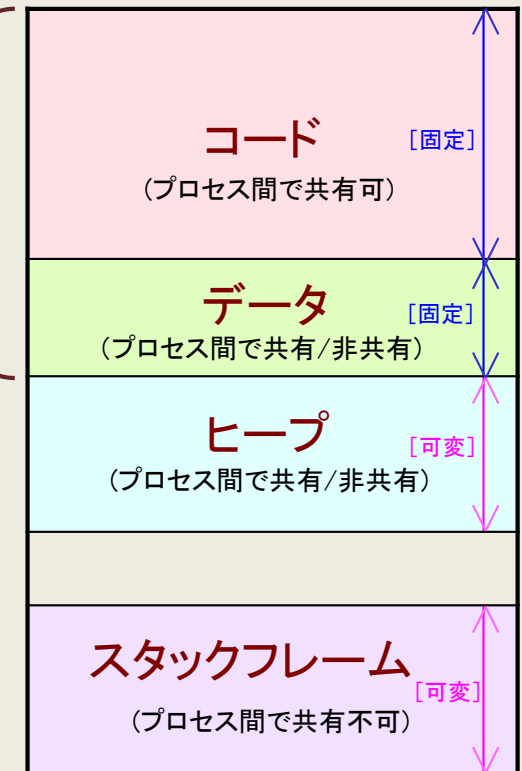 コード [固定]
(プロセス間で共有可)
データ [固定]
(プロセス間で共有/非共有)
ヒープ [可変]
(プロセス間で共有/非共有)
スタックフレーム [可変]
(プロセス間で共有不可)